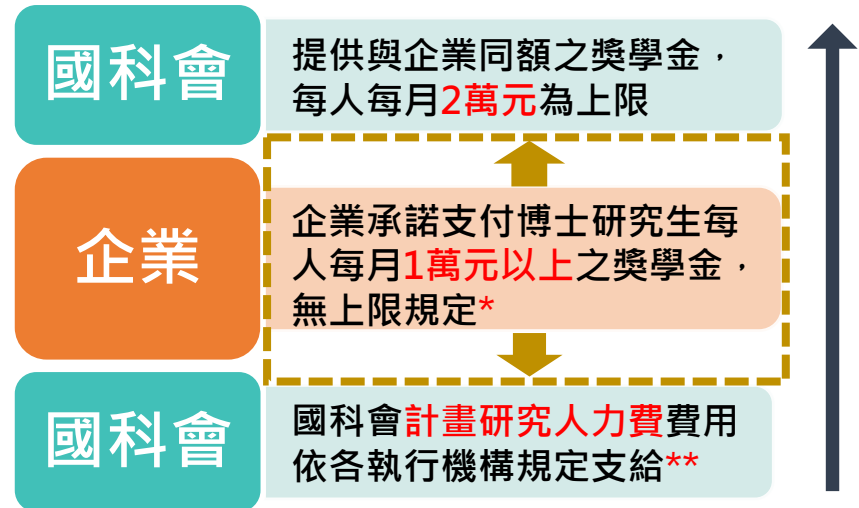 國科會
提供與企業同額之獎學金，
每人每月2萬元為上限
企業
企業承諾支付博士研究生每
人每月1萬元以上之獎學金，
無上限規定*
國科會
國科會計畫研究人力費費用
依各執行機構規定支給**